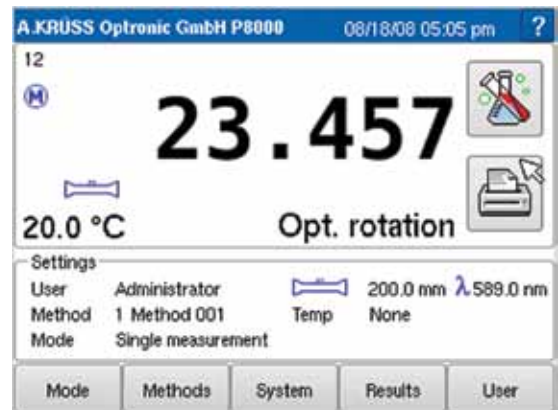 A.KRÜSS Optronic GmbH P8000 08/18/08 05:05 pm ?
12
M
23.457
20.0 °C Opt. rotation
Settings
User Administrator 200.0 mm λ 589.0 nm
Method 1 Method 001 Temp None
Mode Single measurement
Mode Methods System Results User